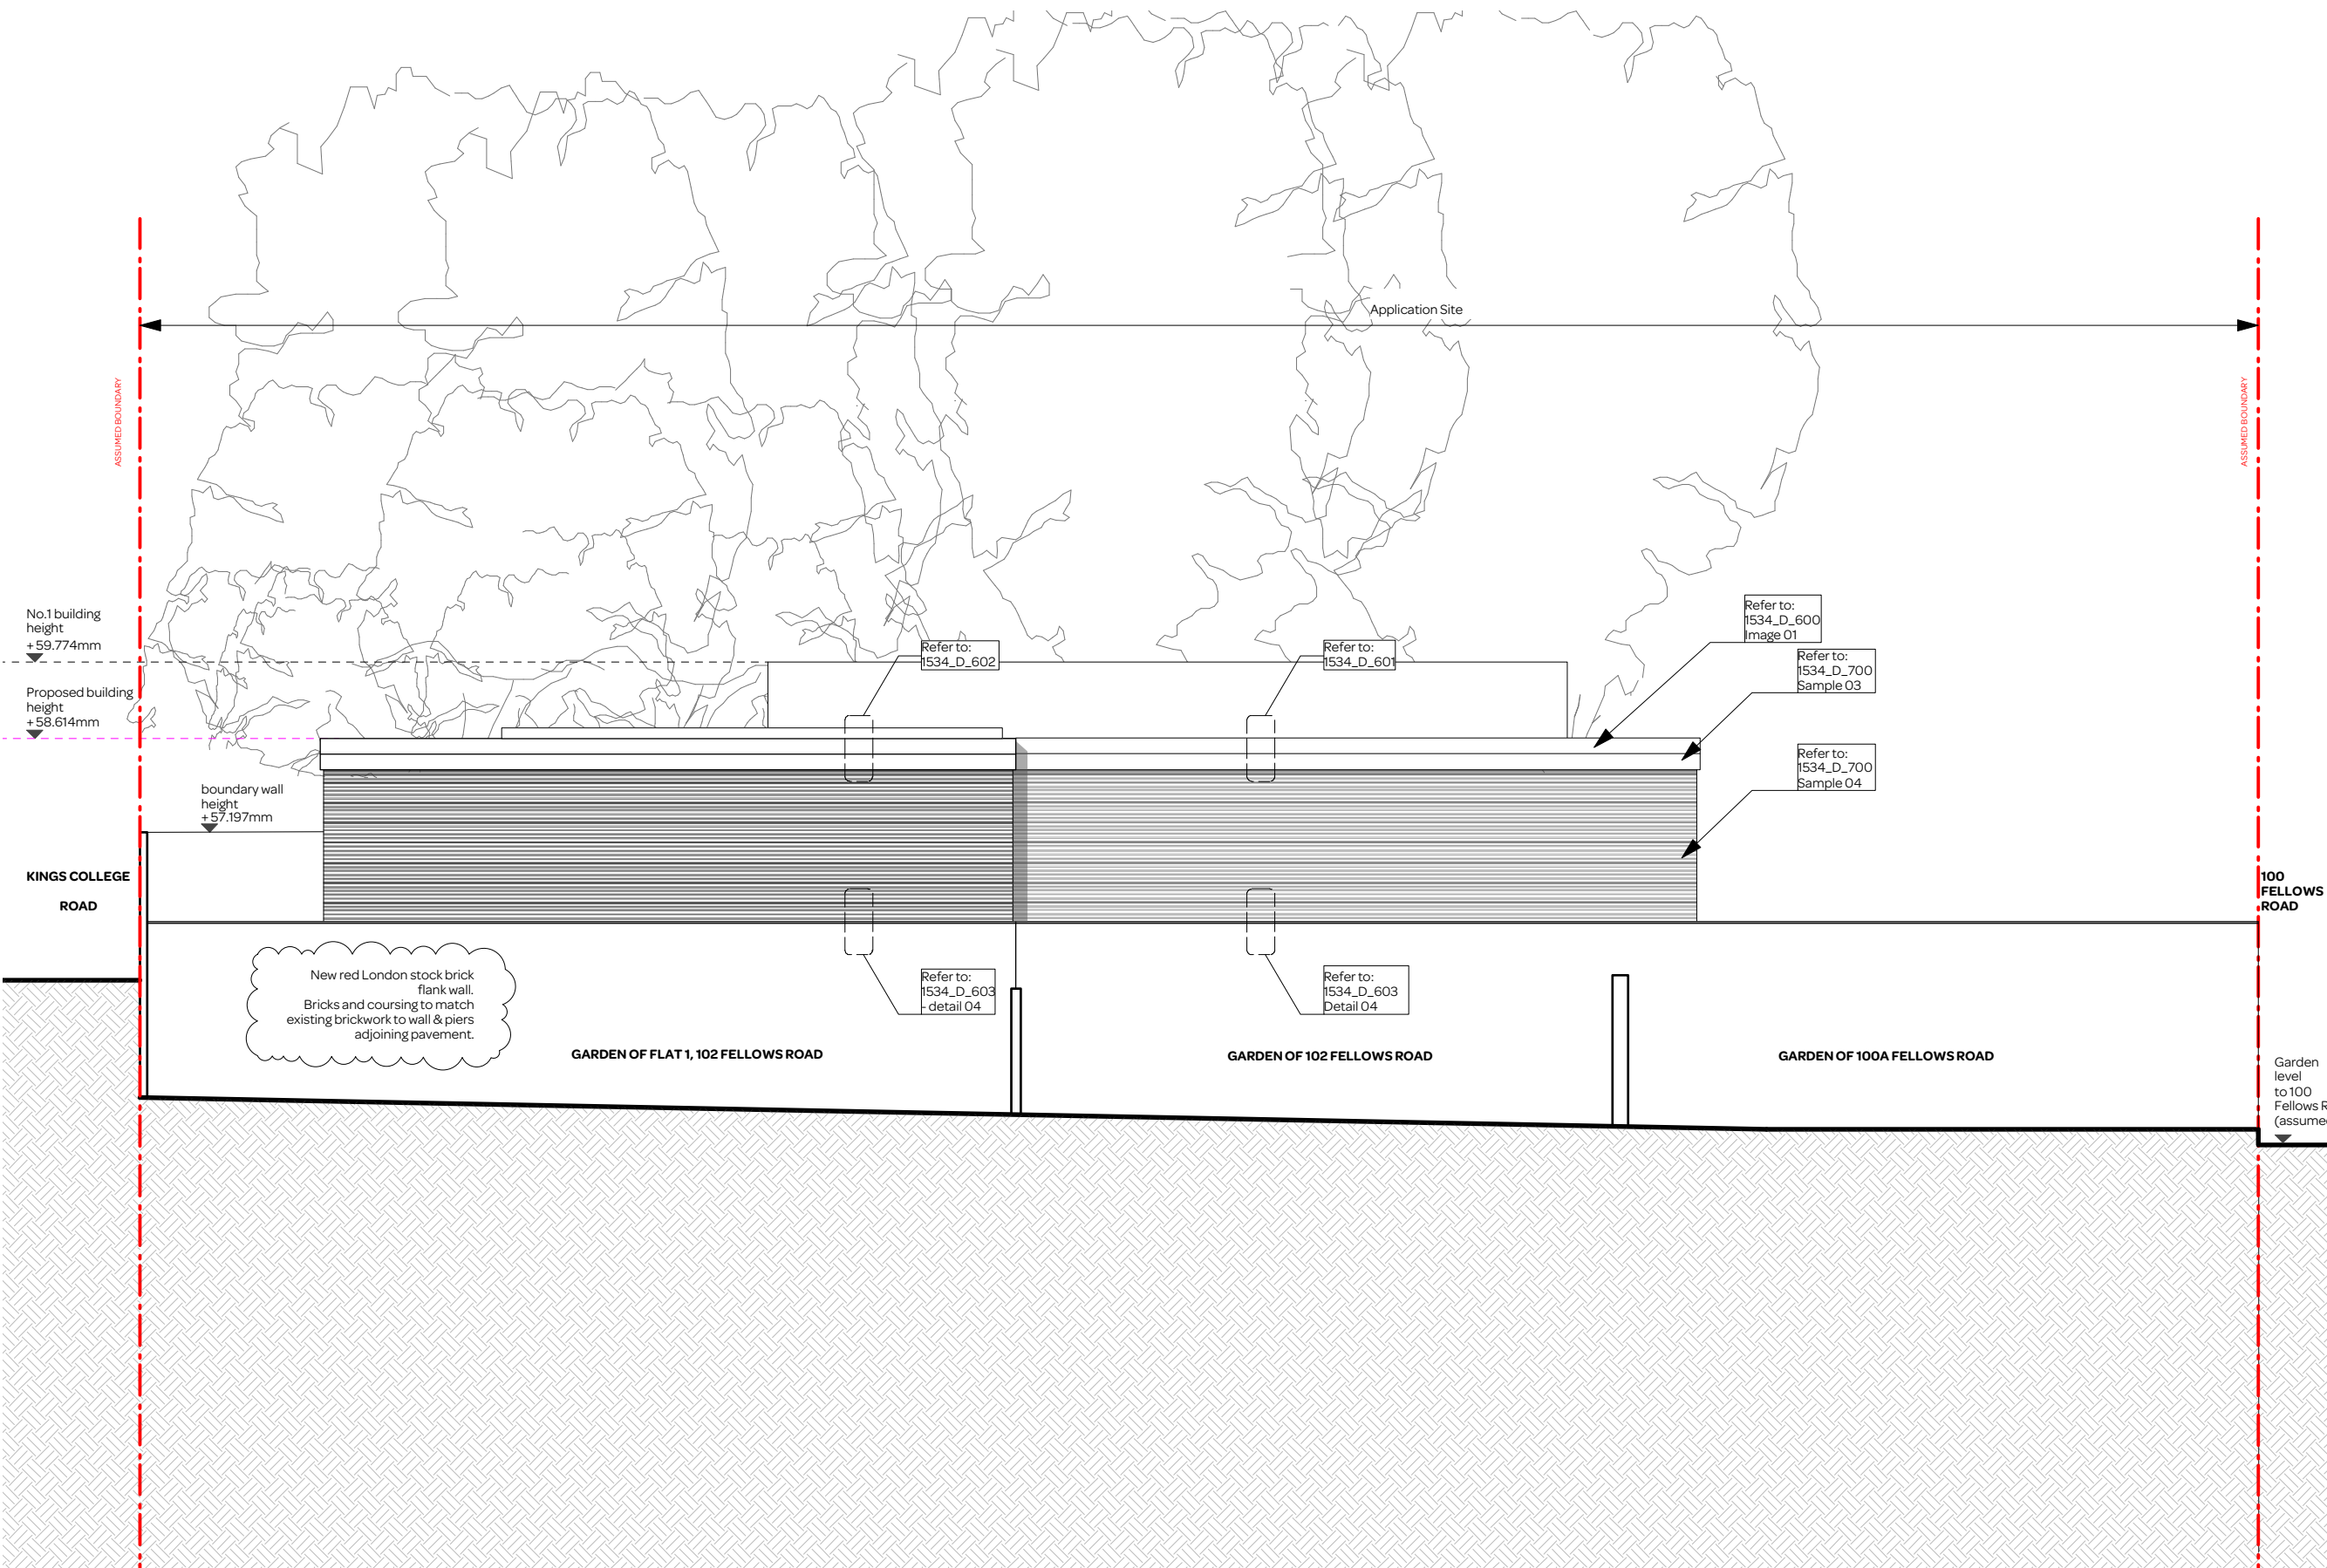 Application Site
ASSUMED BOUNDARY
ASSUMED BOUNDARY
No.1 building
height
+59.774mm
Proposed building
height
+58.614mm
boundary wall
height
+57.197mm
Refer to:
1534_D_602
Refer to:
1534_D_601
Refer to:
1534_D_600
Image 01
Refer to:
1534_D_700
Sample 03
Refer to:
1534_D_700
Sample 04
KINGS COLLEGE
ROAD
100
FELLOWS
ROAD
New red London stock brick
flank wall.
Bricks and coursing to match
existing brickwork to wall & piers
adjoining pavement.
Refer to:
1534_D_603
- detail 04
Refer to:
1534_D_603
Detail 04
GARDEN OF FLAT 1, 102 FELLOWS ROAD
GARDEN OF 102 FELLOWS ROAD
GARDEN OF 100A FELLOWS ROAD
Garden
level
to 100
Fellows R
(assume